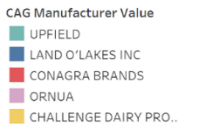 CAG Manufacturer Value
UPFIELD
LAND O'LAKES INC
CONAGRA BRANDS
ORNUA
CHALLENGE DAIRY PRO..